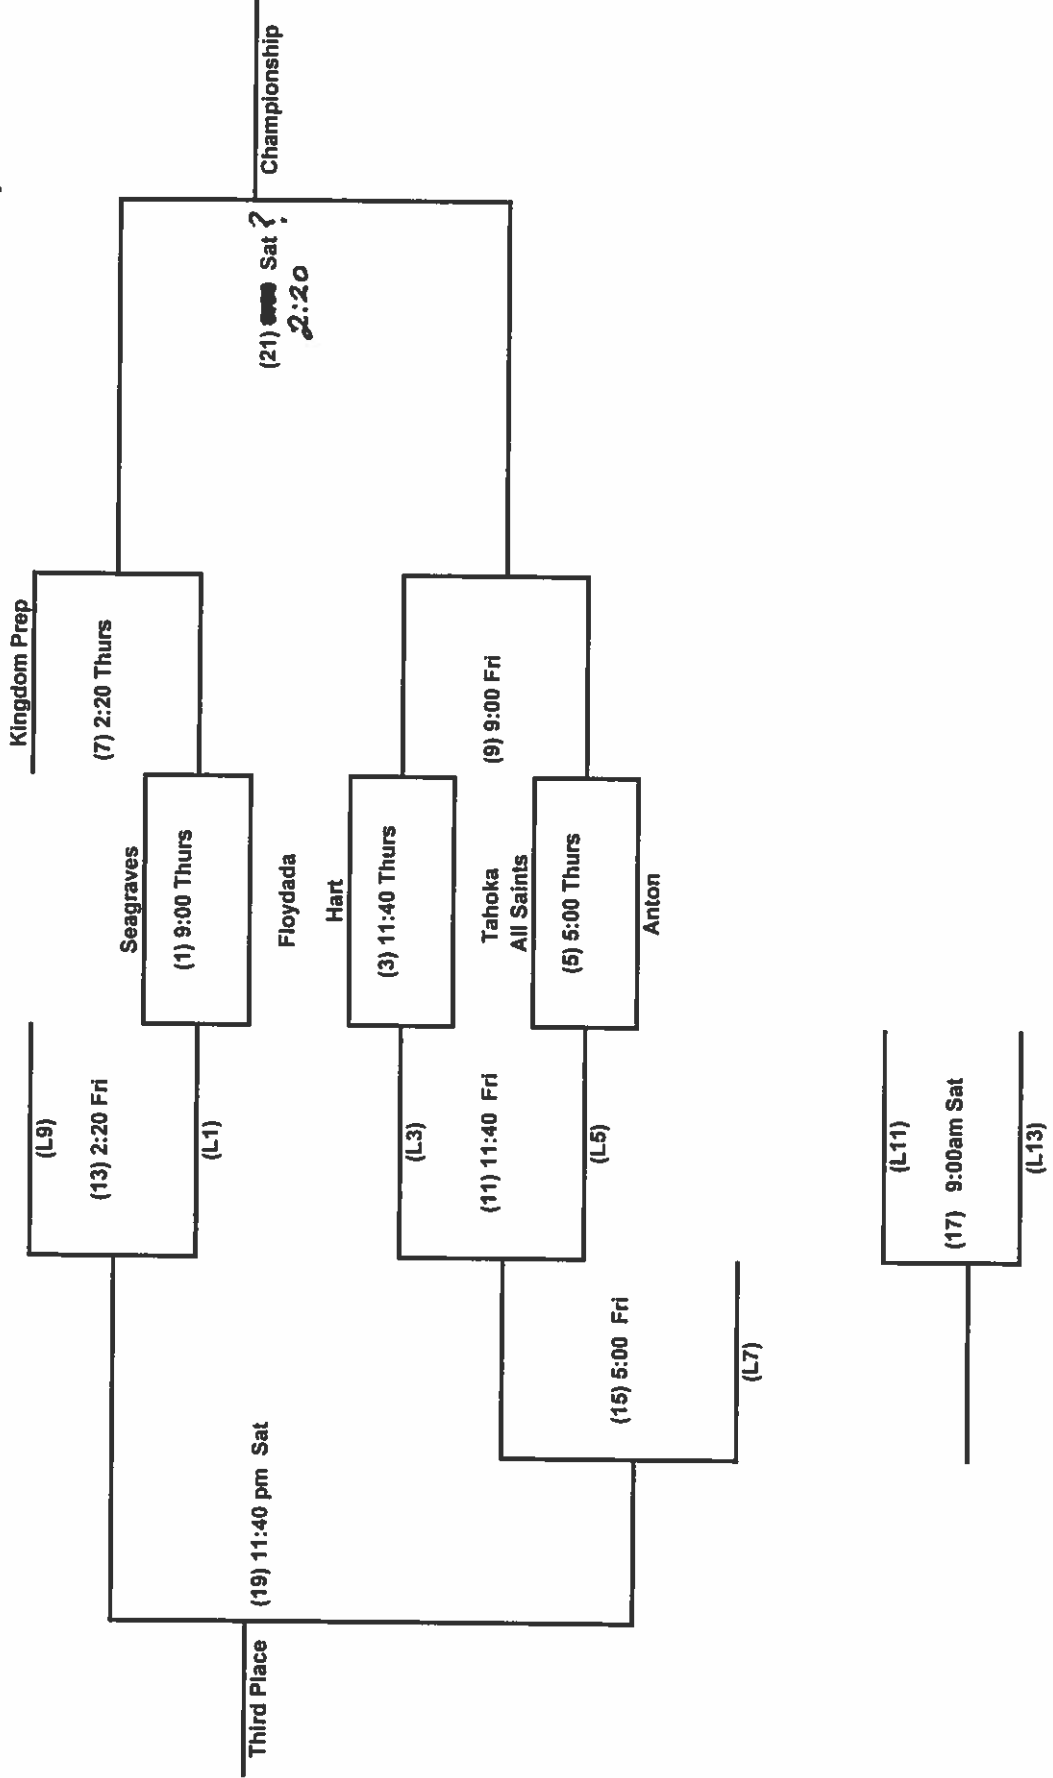 Kingdom Prep
(7) 2:20 Thurs
Seagraves
(1) 9:00 Thurs
Floydada
(L9)
(13) 2:20 Fri
(L1)
Championship
(21) Sat ?
2:20
Hart
(3) 11:40 Thurs
Tahoka
All Saints
(5) 5:00 Thurs
Anton
(9) 9:00 Fri
(L3)
(11) 11:40 Fri
(L5)
(15) 5:00 Fri
(L7)
(19) 11:40 pm Sat
Third Place
(L11)
(17) 9:00am Sat
(L13)